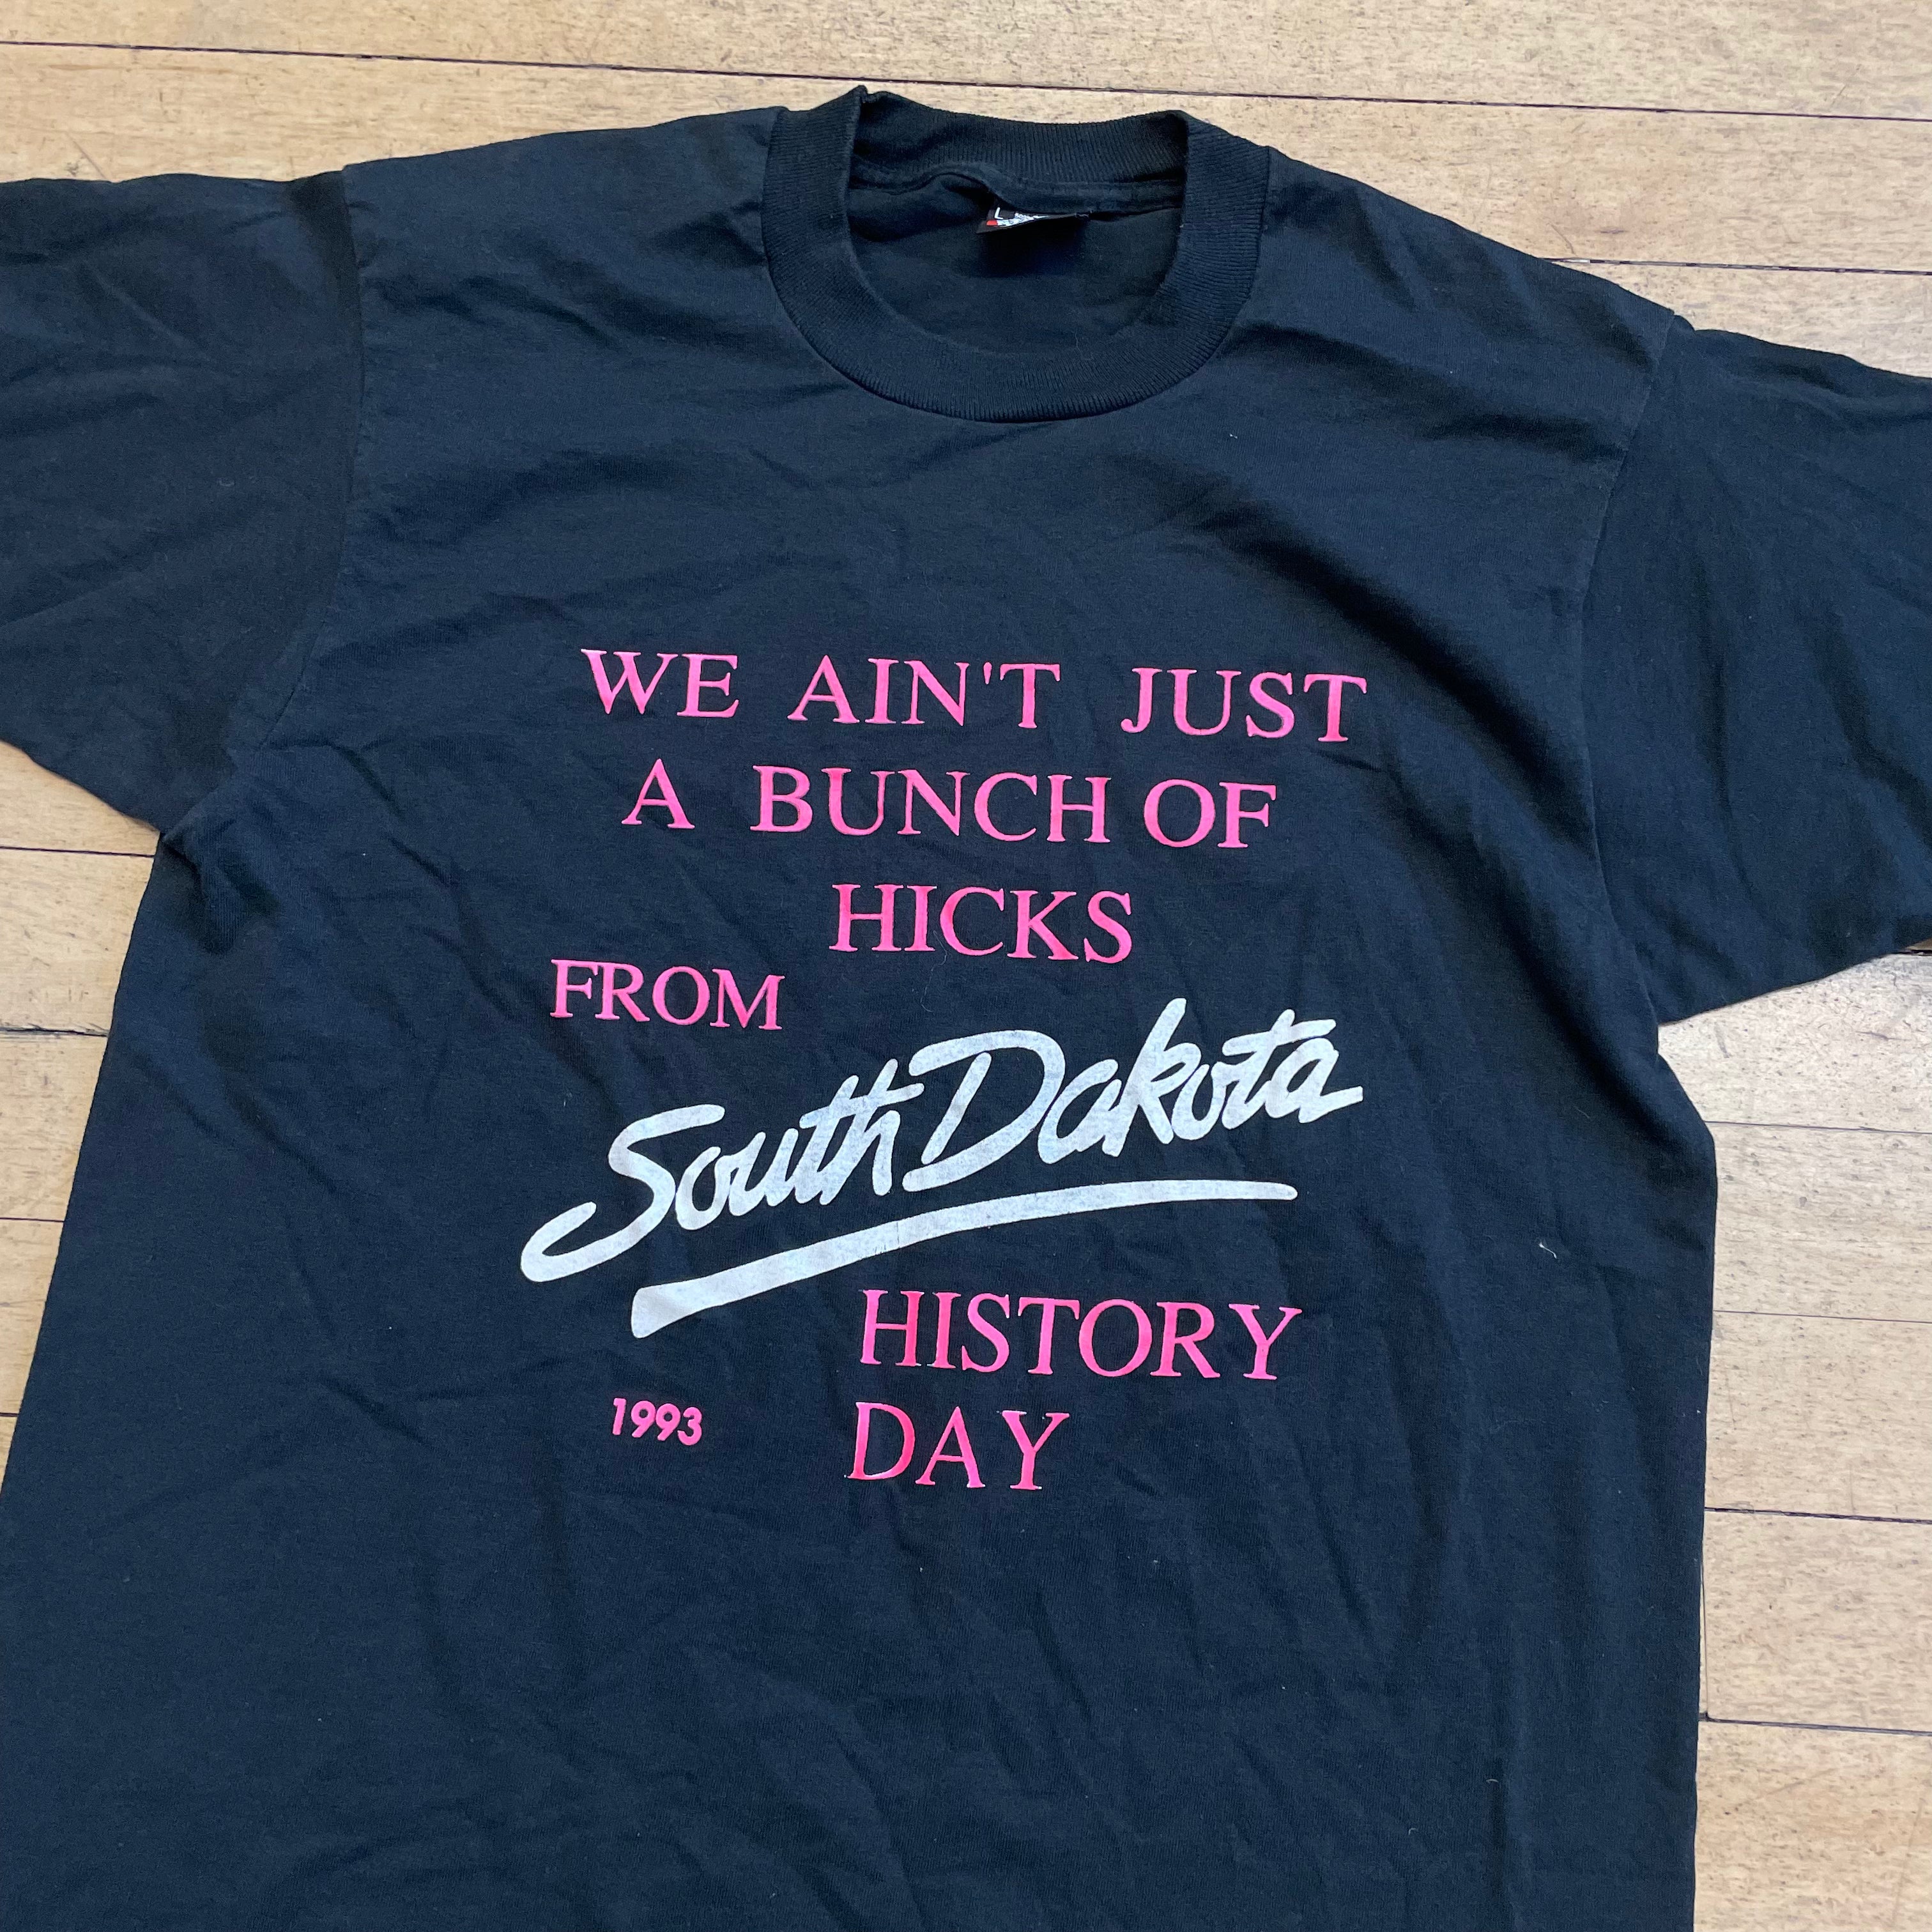 WE AIN'T JUST
A BUNCH OF
HICKS
FROM
South Dakota
HISTORY
1993 DAY
L